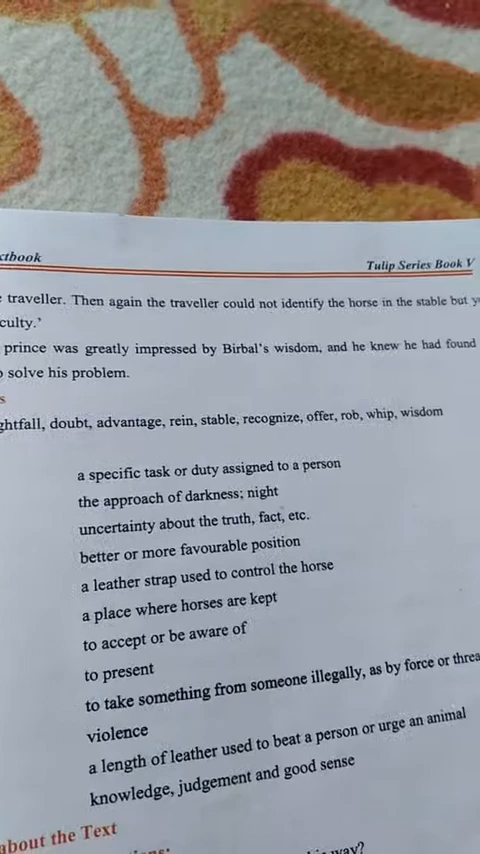 Tulip Series Book V
traveller. Then again the traveller could not identify the horse in the stable but
prince was greatly impressed by Birbal's wisdom, and he knew he had found
solve his problem.
doubt, advantage, rein, stable, recognize, offer, rob, whip, wisdom
a specific task or duty assigned to a person
the approach of darkness; night
uncertainty about the truth, fact, etc.
better or more favourable position
a leather strap used to control the horse
a place where horses are kept
to accept or be aware of
to present
to take something from someone illegally, as by force or
violence
a length of leather used to beat a person or urge an animal
knowledge, judgement and good sense
about the Text
way?